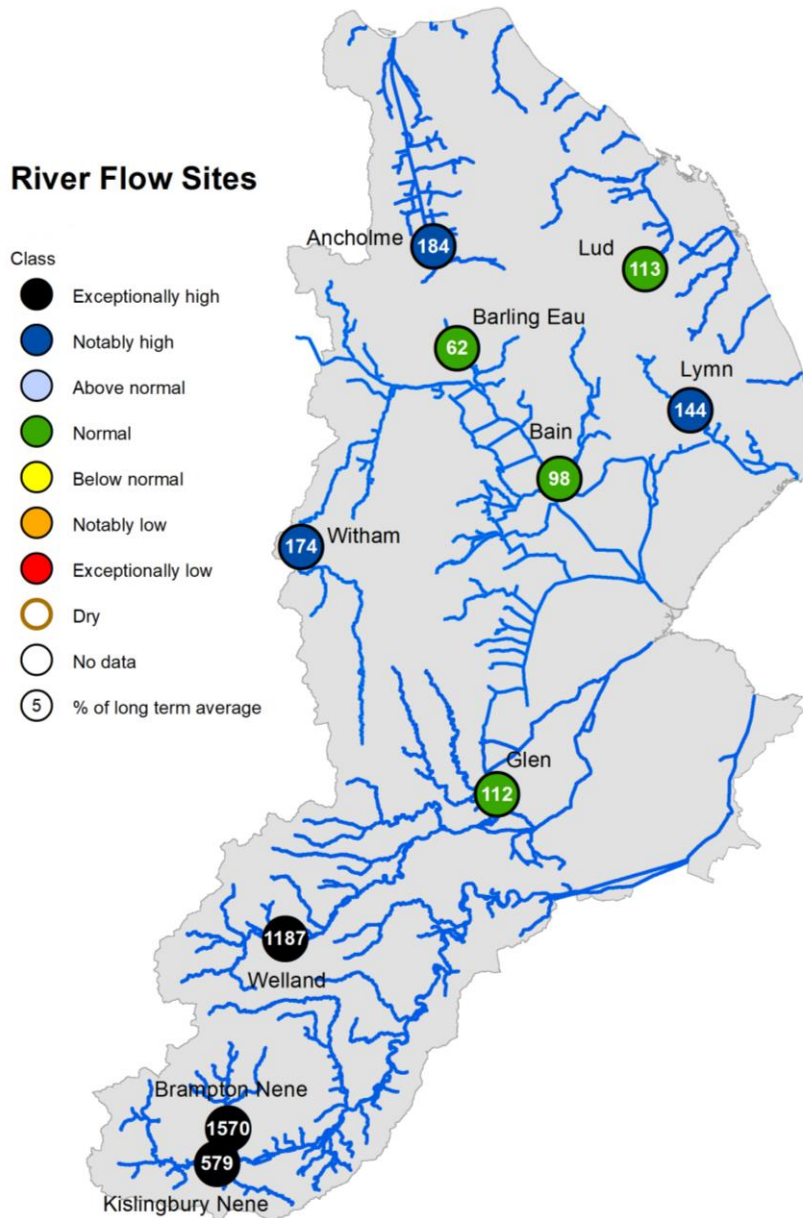 River Flow Sites
Class
Exceptionally high
Notably high
Above normal
Normal
Below normal
Notably low
Exceptionally low
Dry
No data
5 % of long term average
Ancholme 184
Lud
113
Barling Eau
62
Lymn
144
Bain
98
174 Witham
Glen
112
1187
Welland
Brampton Nene
1570
579
Kislingbury Nene